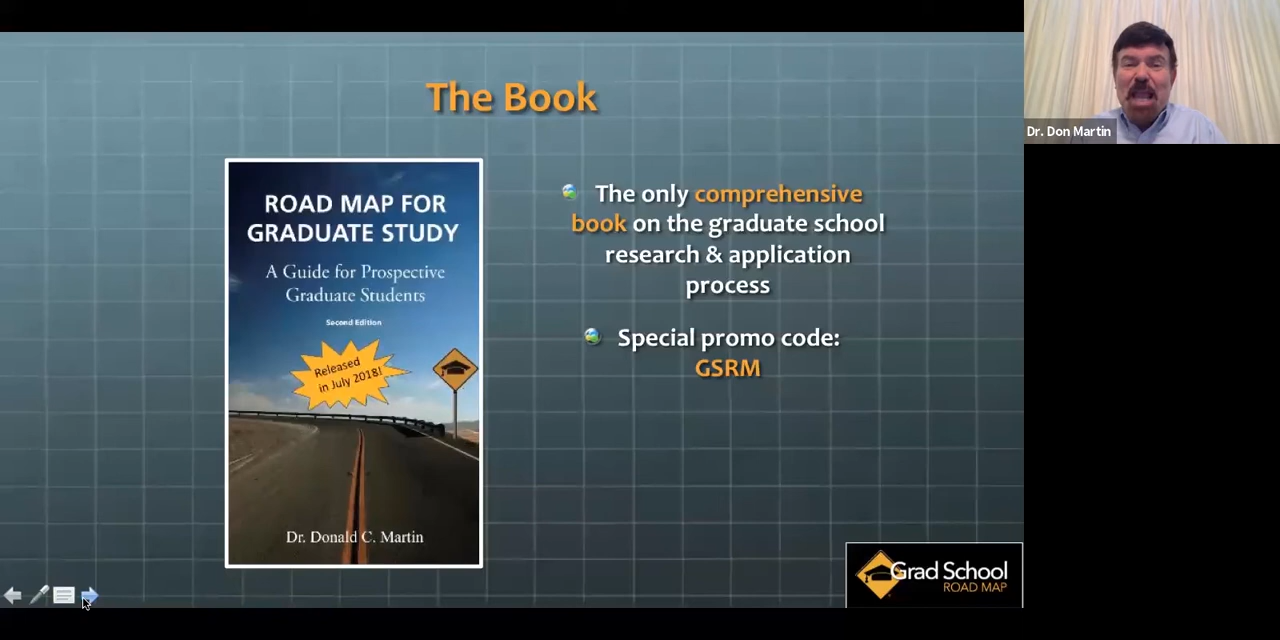 The Book
ROAD MAP FOR
GRADUATE STUDY
A Guide for Prospective
Graduate Students
Second Edition
Released
in July 2018!
Dr. Donald C. Martin
The only comprehensive
book on the graduate school
research & application
process
Special promo code:
GSRM
Grad School
ROAD MAP
Dr. Don Martin